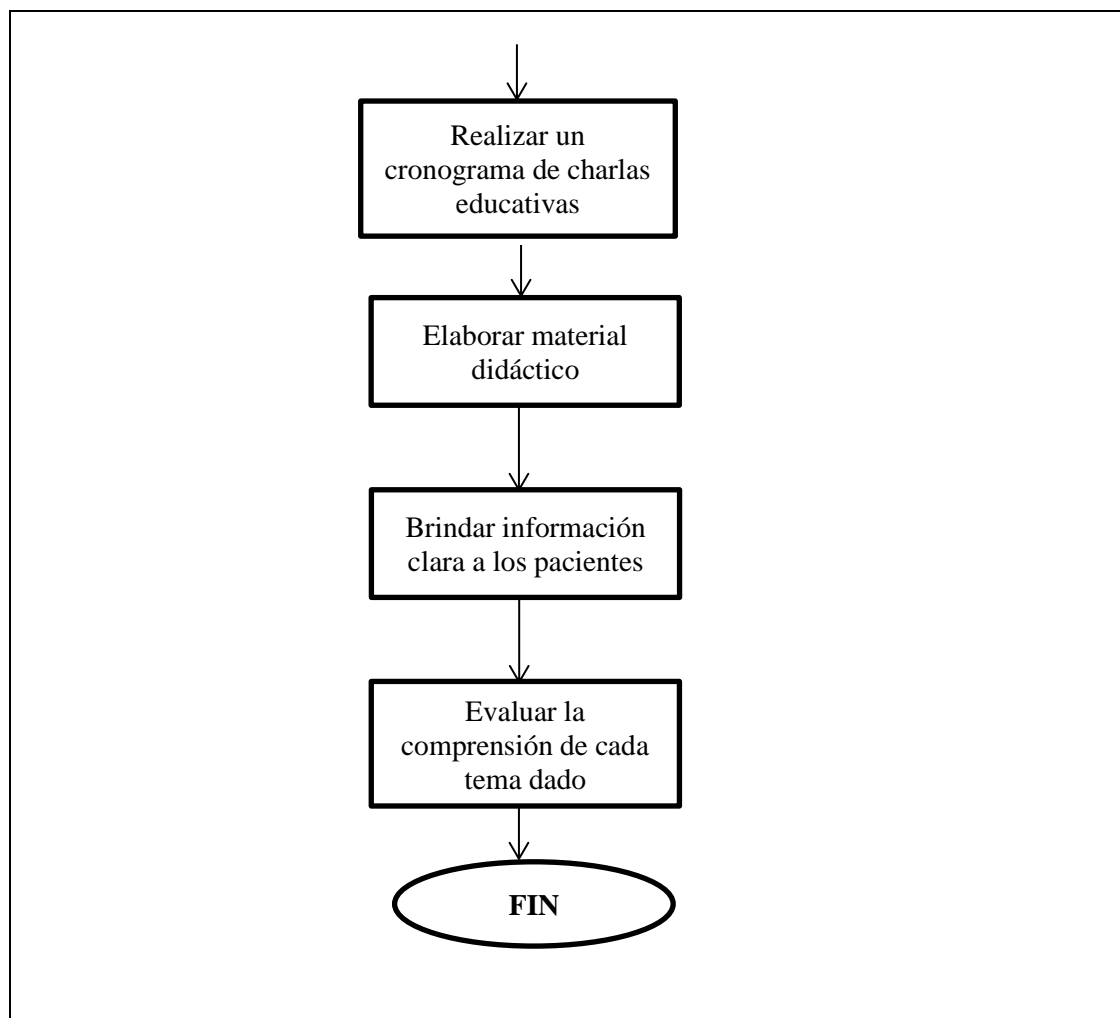 Realizar un
cronograma de charlas
educativas
Elaborar material
didáctico
Brindar información
clara a los pacientes
Evaluar la
comprensión de cada
tema dado
FIN